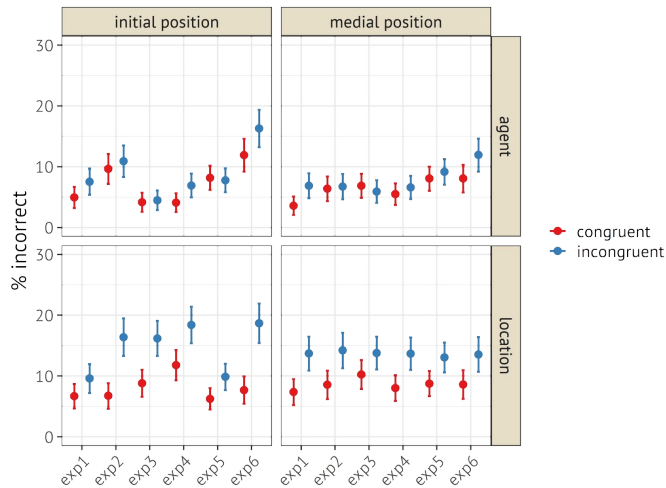 initial position
medial position
% incorrect
30
20
10
0
agent
30
20
10
0
location
exp1
exp2
exp3
exp4
exp5
exp6
exp1
exp2
exp3
exp4
exp5
exp6
congruent
incongruent